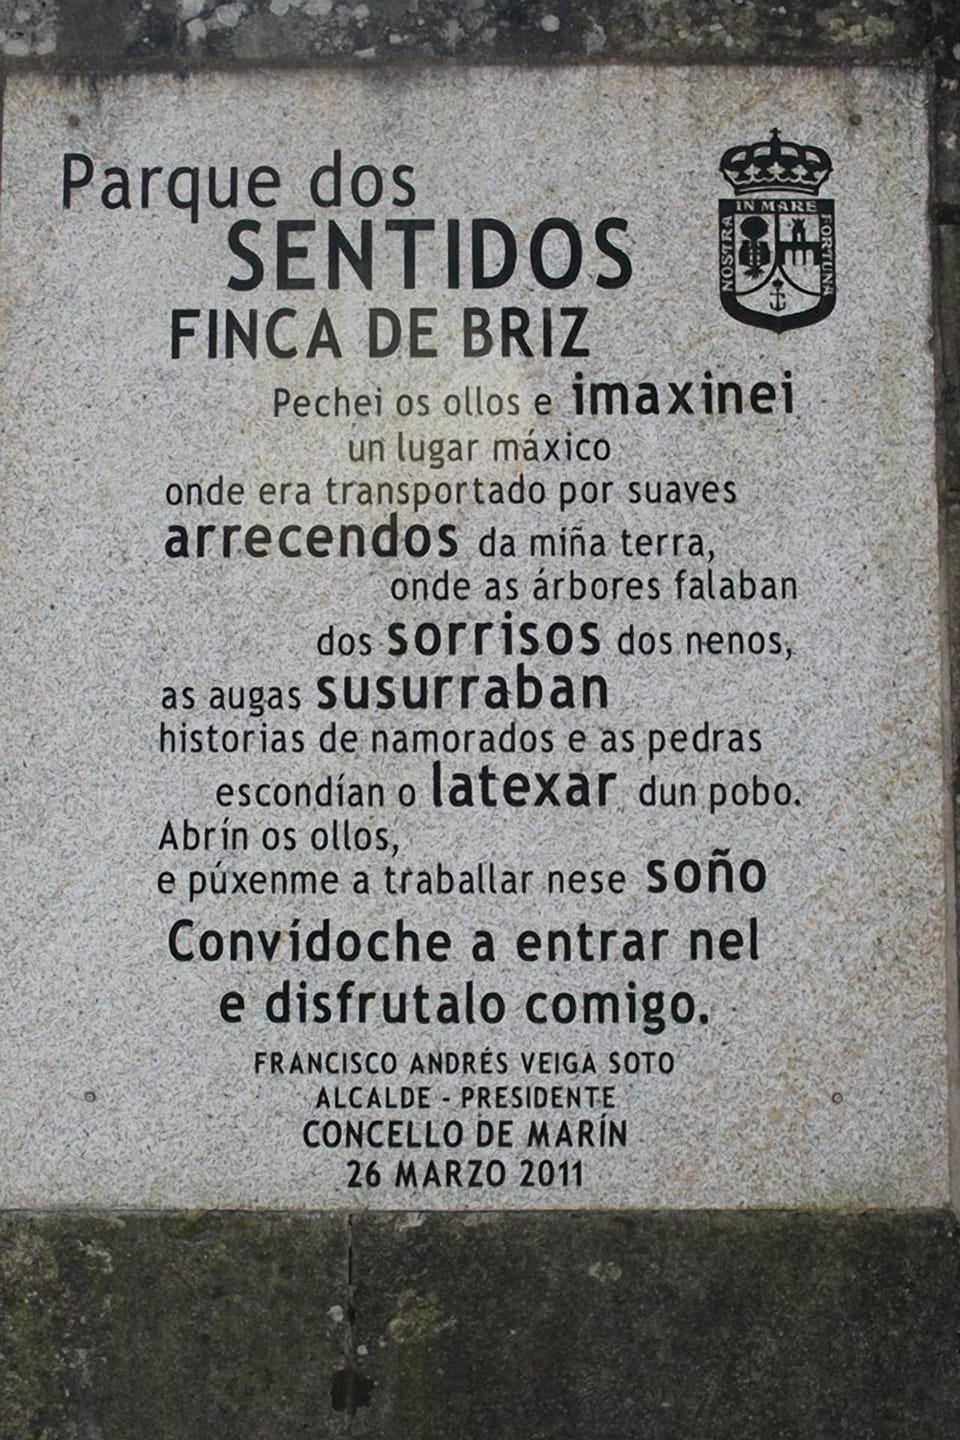 Parque dos
SENTIDOS
FINCA DE BRIZ
IN MARE
NOSTRA
FORTUNA
Pechei os ollos e imaxinei
un lugar máxico
onde era transportado por suaves
arrecendos da miña terra,
onde as árbores falaban
dos sorrisos dos nenos,
as augas susurraban
historias de namorados e as pedras
escondían o latexar dun pobo.
Abrín os ollos,
e púxenme a traballar nese soño
Convídoche a entrar nel
e disfrutalo comigo.
FRANCISCO ANDRÉS VEIGA SOTO
ALCALDE - PRESIDENTE
CONCELLO DE MARÍN
26 MARZO 2011